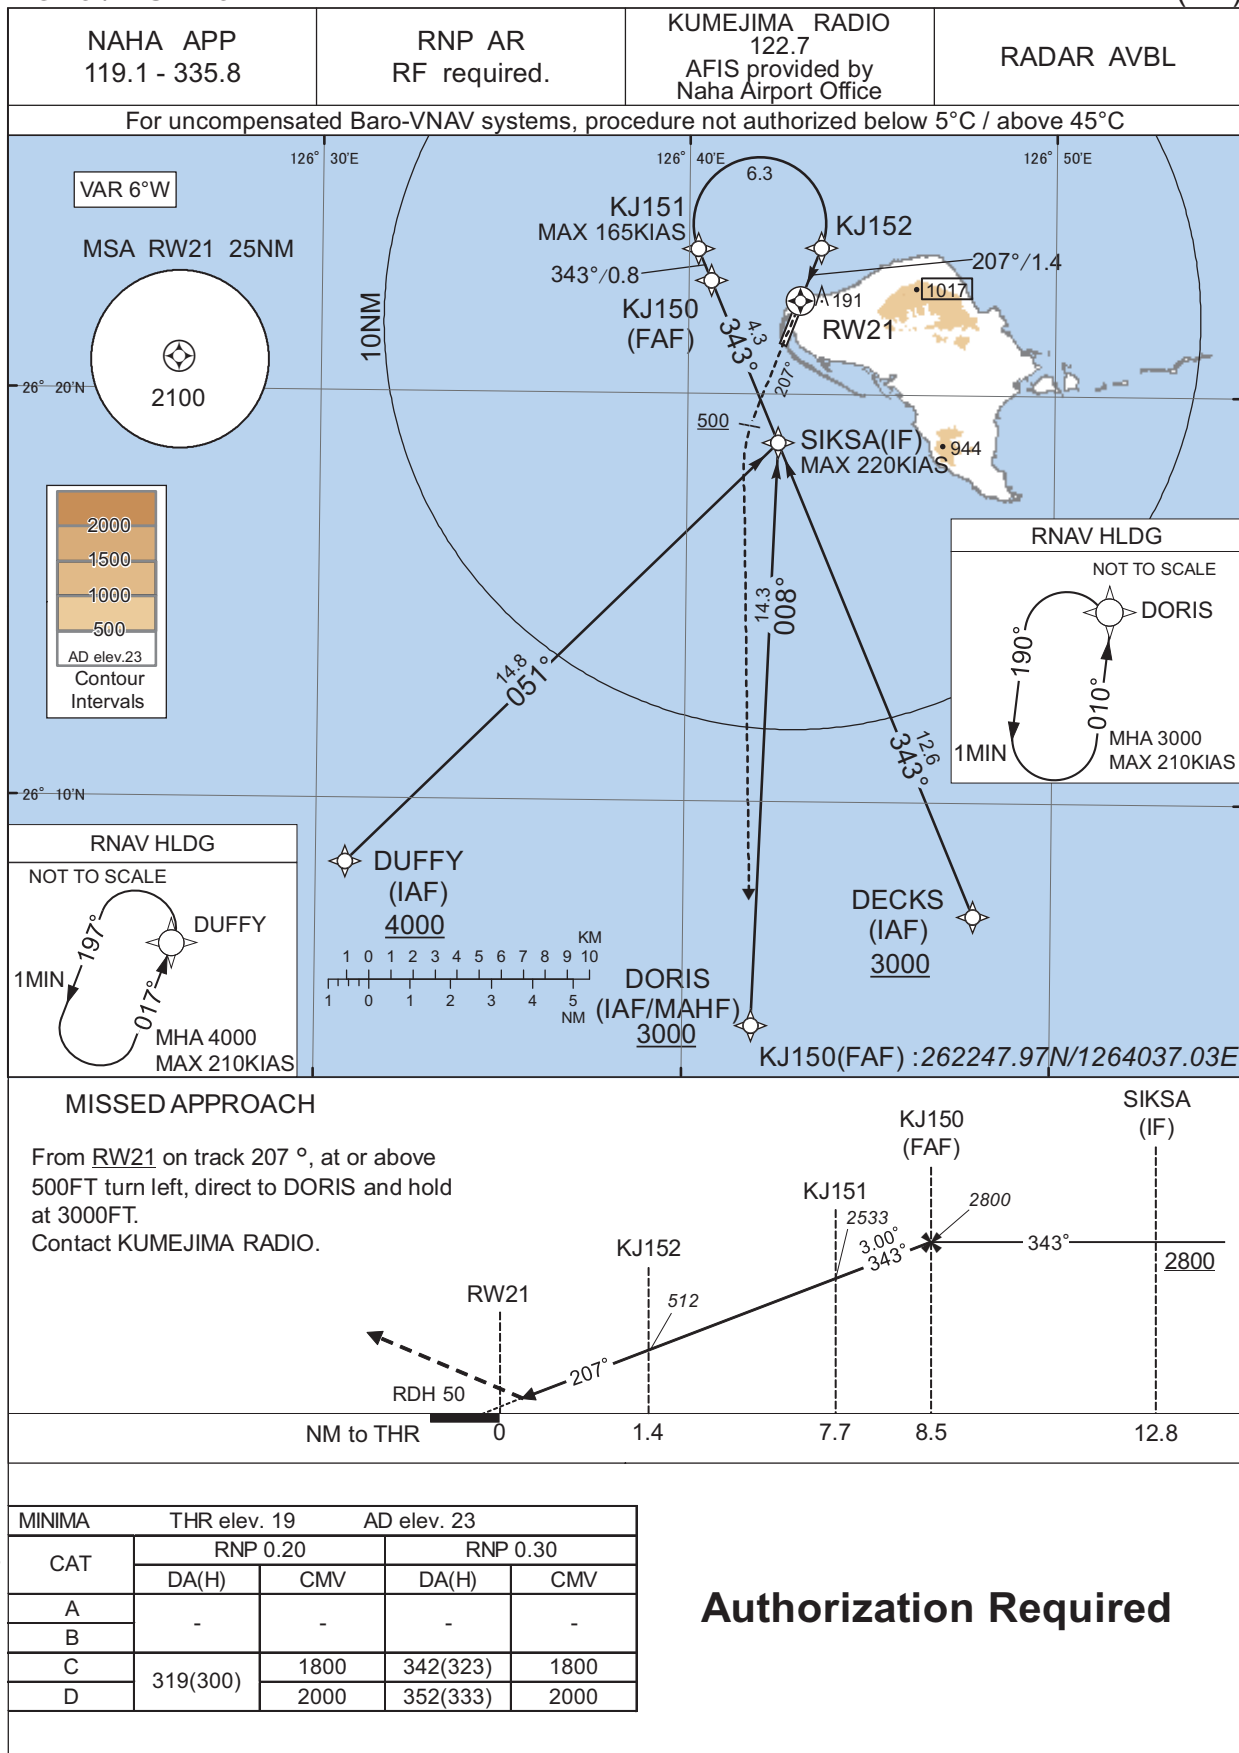 NAHA APP
119.1 - 335.8
RNP AR
RF required.
KUMEJIMA RADIO
122.7
AFIS provided by
Naha Airport Office
RADAR AVBL
For uncompensated Baro-VNAV systems, procedure not authorized below 5°C / above 45°C
126° 30'E
126° 40'E
126° 50'E
VAR 6°W
MSA RW21 25NM
2100
10NM
6.3
KJ151
MAX 165KIAS
KJ152
343°/0.8
207°/1.4
KJ150
(FAF)
191
1017
RW21
4.3
343°
207°
26° 20'N
500
SIKSA(IF)
MAX 220KIAS
944
2000
1500
1000
500
AD elev.23
Contour
Intervals
RNAV HLDG
NOT TO SCALE
DORIS
190°
010°
1MIN
MHA 3000
MAX 210KIAS
14.3
008°
14.8
051°
12.6
343°
26° 10'N
RNAV HLDG
NOT TO SCALE
DUFFY
197°
017°
1MIN
MHA 4000
MAX 210KIAS
DUFFY
(IAF)
4000
DECKS
(IAF)
3000
KM
1 0 1 2 3 4 5 6 7 8 9 10
1 0 1 2 3 4 5
NM
DORIS
(IAF/MAHF)
3000
KJ150(FAF) :262247.97N/1264037.03E
MISSED APPROACH
From RW21 on track 207 °, at or above
500FT turn left, direct to DORIS and hold
at 3000FT.
Contact KUMEJIMA RADIO.
SIKSA
(IF)
KJ150
(FAF)
KJ151
2533
2800
3.00°
343°
343°
2800
KJ152
512
RW21
207°
RDH 50
NM to THR 0 1.4 7.7 8.5 12.8
MINIMA THR elev. 19 AD elev. 23
CAT RNP 0.20 RNP 0.30
DA(H) CMV DA(H) CMV
A
- - - -
B
C 319(300) 1800 342(323) 1800
D 2000 352(333) 2000
Authorization Required